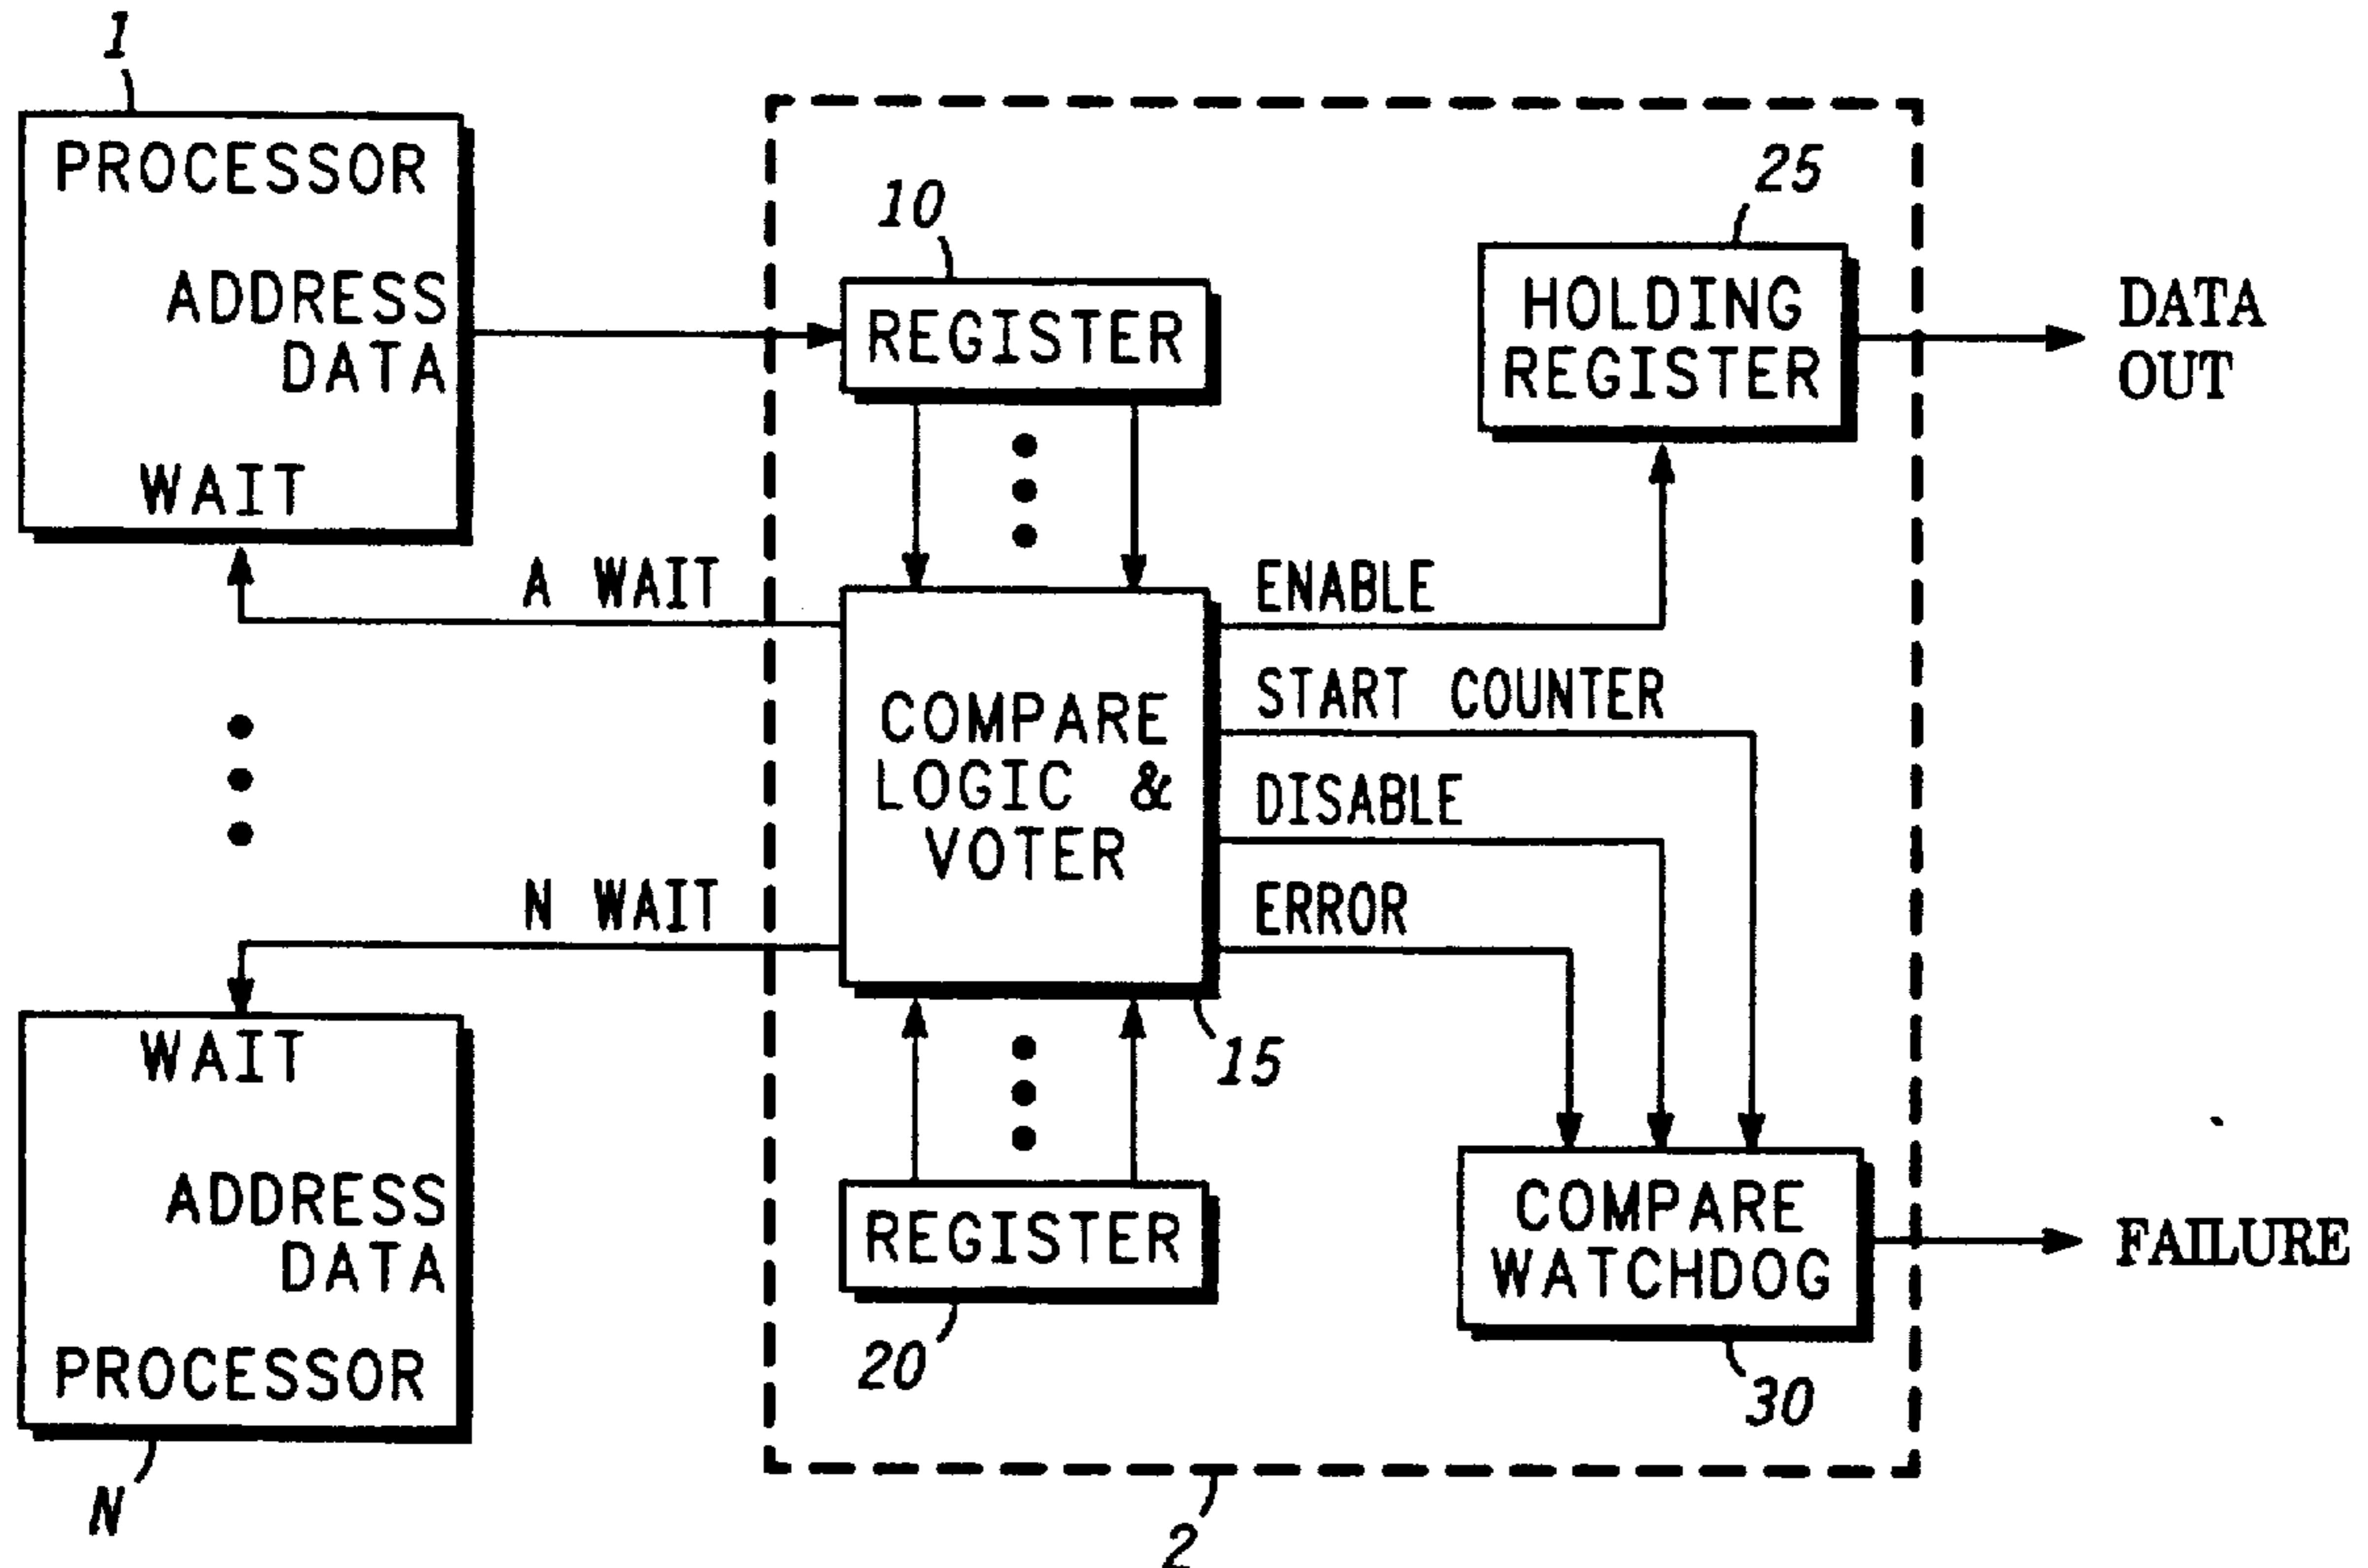 1
PROCESSOR
ADDRESS
DATA
WAIT
10
REGISTER
25
HOLDING
REGISTER
DATA
OUT
A WAIT
ENABLE
START COUNTER
COMPARE
LOGIC &
VOTER
DISABLE
N WAIT
ERROR
15
WAIT
ADDRESS
DATA
PROCESSOR
N
REGISTER
20
COMPARE
WATCHDOG
30
FAILURE
2